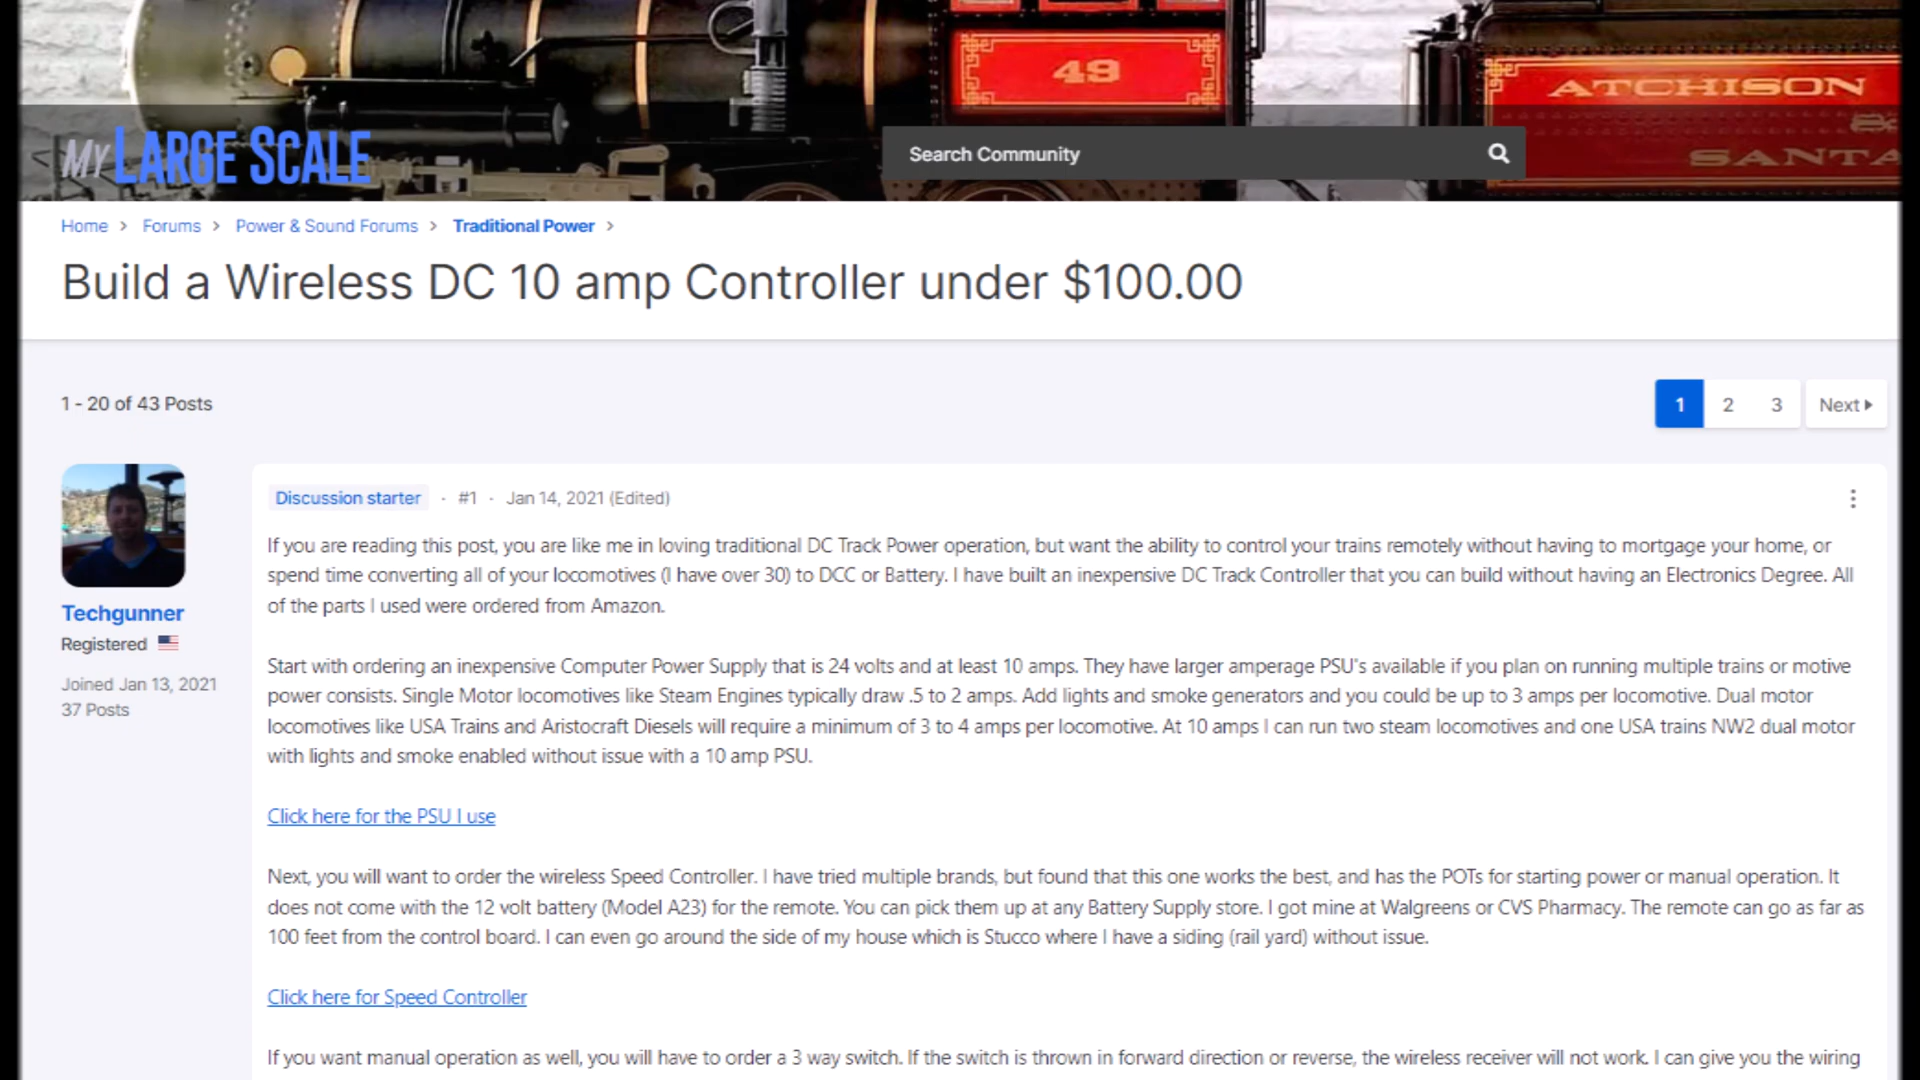 49
ATCHISON
SANTA
MY LARGE SCALE
Search Community
Home > Forums > Power & Sound Forums > Traditional Power >
Build a Wireless DC 10 amp Controller under $100.00
1 - 20 of 43 Posts
1 2 3 Next
Discussion starter · #1 · Jan 14, 2021 (Edited)
Techgunner
Registered
Joined Jan 13, 2021
37 Posts
If you are reading this post, you are like me in loving traditional DC Track Power operation, but want the ability to control your trains remotely without having to mortgage your home, or
spend time converting all of your locomotives (I have over 30) to DCC or Battery. I have built an inexpensive DC Track Controller that you can build without having an Electronics Degree. All
of the parts I used were ordered from Amazon.
Start with ordering an inexpensive Computer Power Supply that is 24 volts and at least 10 amps. They have larger amperage PSU's available if you plan on running multiple trains or motive
power consists. Single Motor locomotives like Steam Engines typically draw .5 to 2 amps. Add lights and smoke generators and you could be up to 3 amps per locomotive. Dual motor
locomotives like USA Trains and Aristocraft Diesels will require a minimum of 3 to 4 amps per locomotive. At 10 amps I can run two steam locomotives and one USA trains NW2 dual motor
with lights and smoke enabled without issue with a 10 amp PSU.
Click here for the PSU I use
Next, you will want to order the wireless Speed Controller. I have tried multiple brands, but found that this one works the best, and has the POTs for starting power or manual operation. It
does not come with the 12 volt battery (Model A23) for the remote. You can pick them up at any Battery Supply store. I got mine at Walgreens or CVS Pharmacy. The remote can go as far as
100 feet from the control board. I can even go around the side of my house which is Stucco where I have a siding (rail yard) without issue.
Click here for Speed Controller
If you want manual operation as well, you will have to order a 3 way switch. If the switch is thrown in forward direction or reverse, the wireless receiver will not work. I can give you the wiring